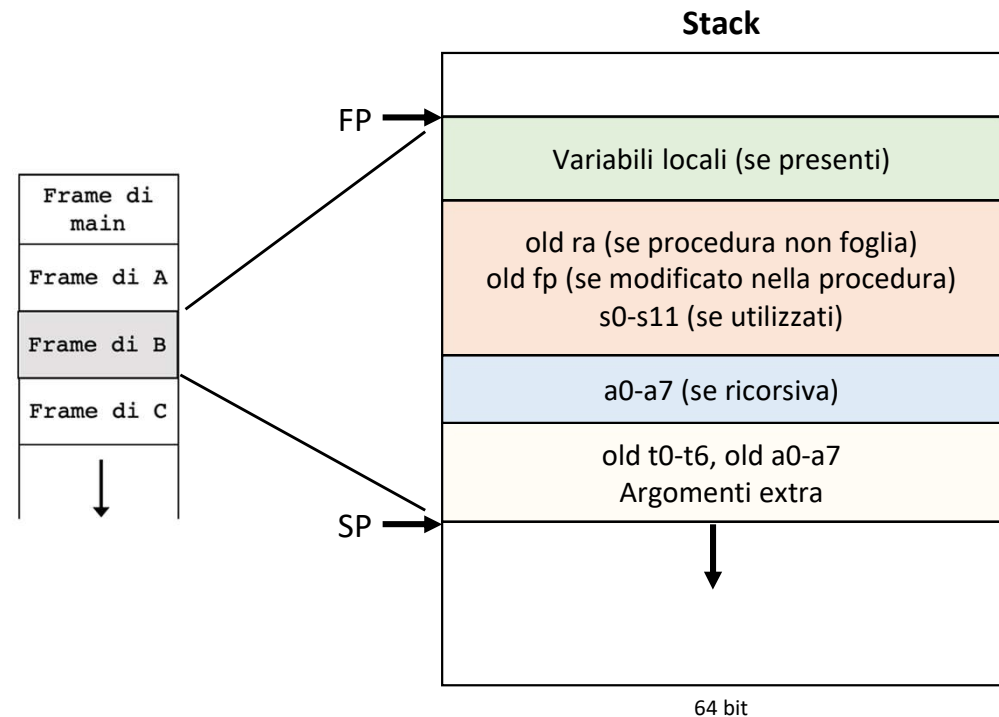 Stack
FP
Variabili locali (se presenti)
old ra (se procedura non foglia)
old fp (se modificato nella procedura)
s0-s11 (se utilizzati)
a0-a7 (se ricorsiva)
old t0-t6, old a0-a7
Argomenti extra
SP
64 bit
Frame di
main
Frame di A
Frame di B
Frame di C